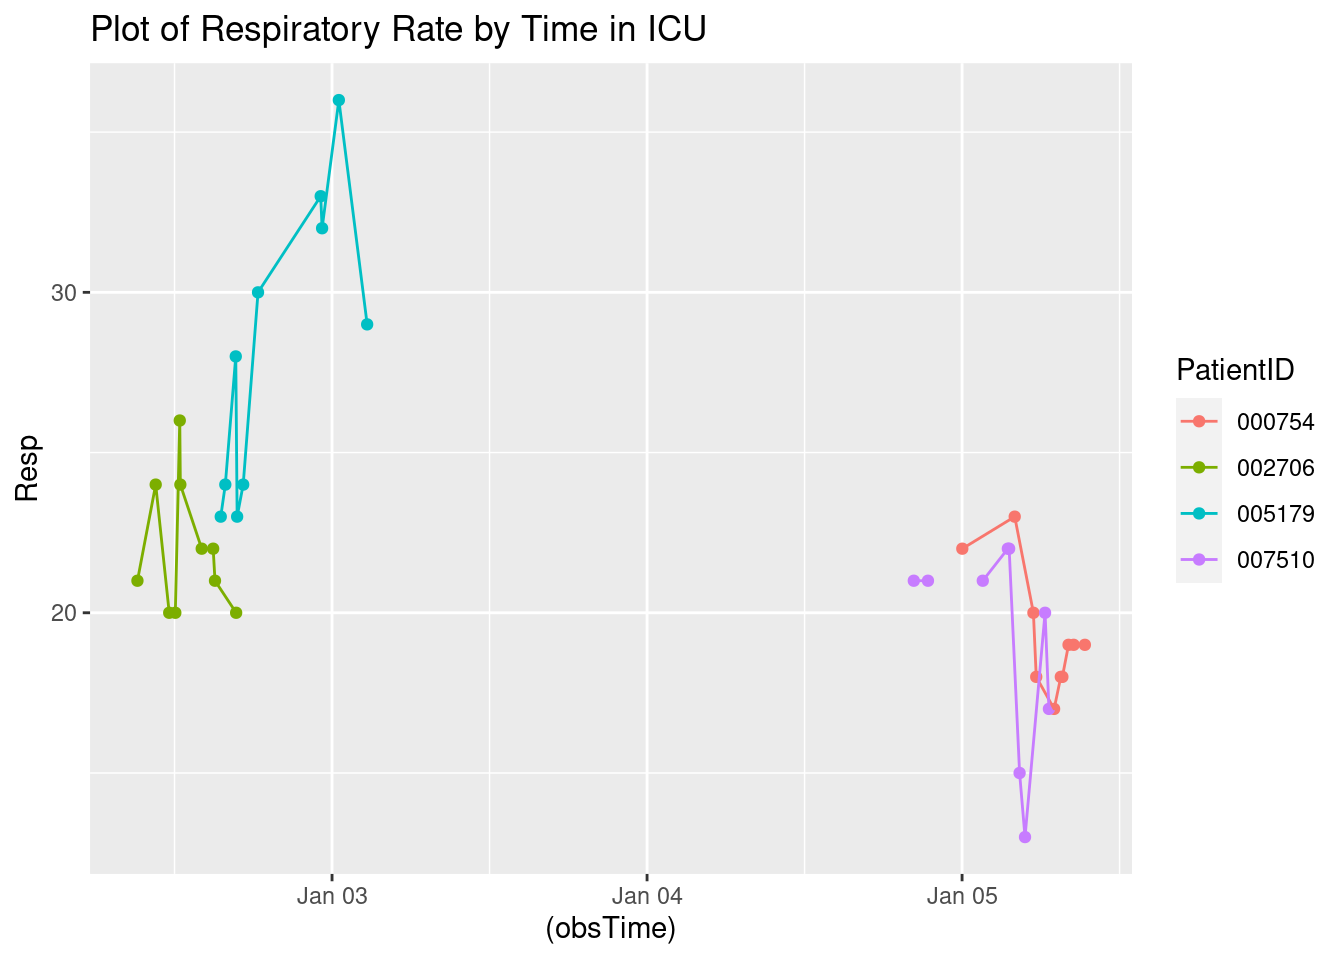 Plot of Respiratory Rate by Time in ICU
Resp
30
20
Jan 03
Jan 04
Jan 05
(obsTime)
PatientID
000754
002706
005179
007510